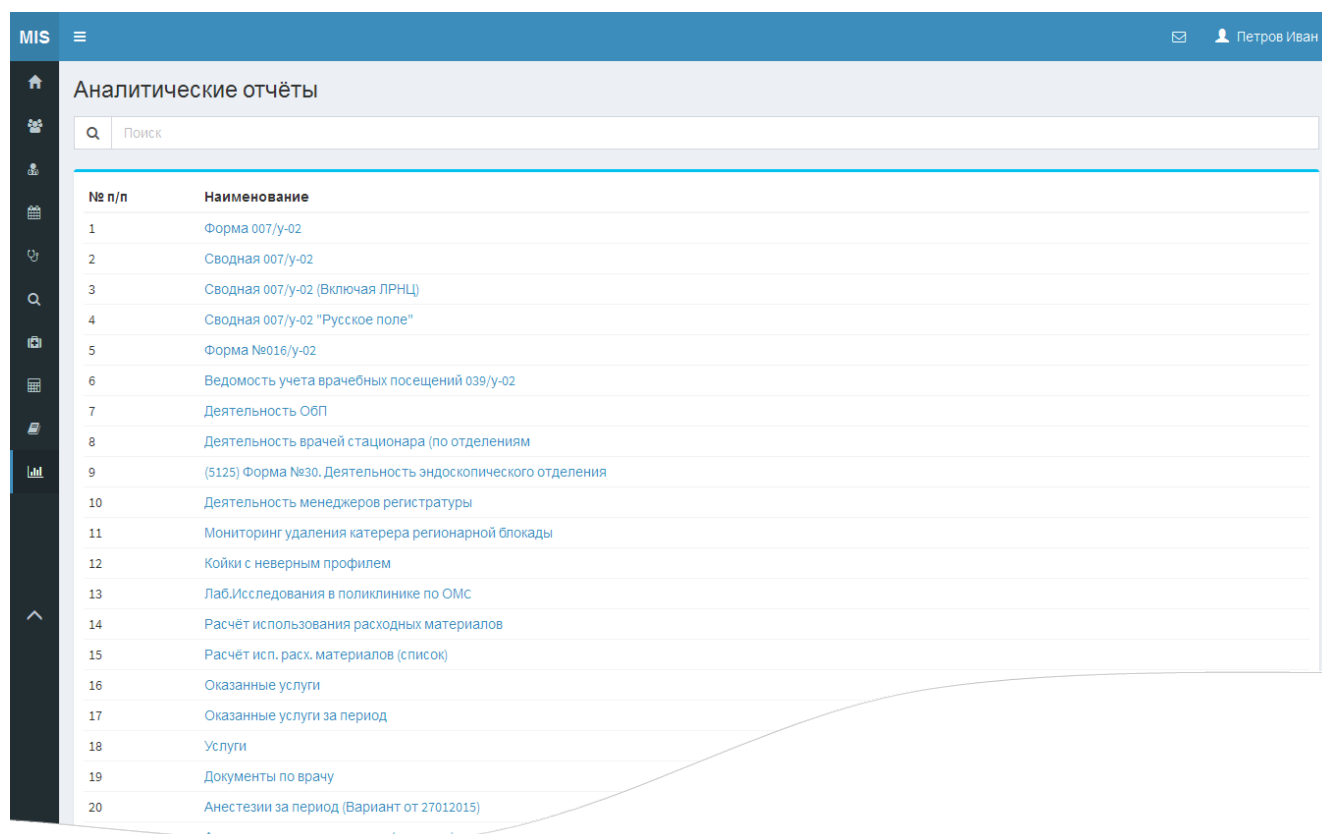 MIS
Петров Иван
Аналитические отчёты
Поиск
№ п/п Наименование
1 Форма 007/у-02
2 Сводная 007/у-02
3 Сводная 007/у-02 (Включая ЛРНЦ)
4 Сводная 007/у-02 "Русское поле"
5 Форма №016/у-02
6 Ведомость учета врачебных посещений 039/у-02
7 Деятельность ОбП
8 Деятельность врачей стационара (по отделениям
9 (5125) Форма №30. Деятельность эндоскопического отделения
10 Деятельность менеджеров регистратуры
11 Мониторинг удаления катерера регионарной блокады
12 Койки с неверным профилем
13 Лаб.Исследования в поликлинике по ОМС
14 Расчёт использования расходных материалов
15 Расчёт исп. расх. материалов (список)
16 Оказанные услуги
17 Оказанные услуги за период
18 Услуги
19 Документы по врачу
20 Анестезии за период (Вариант от 27012015)